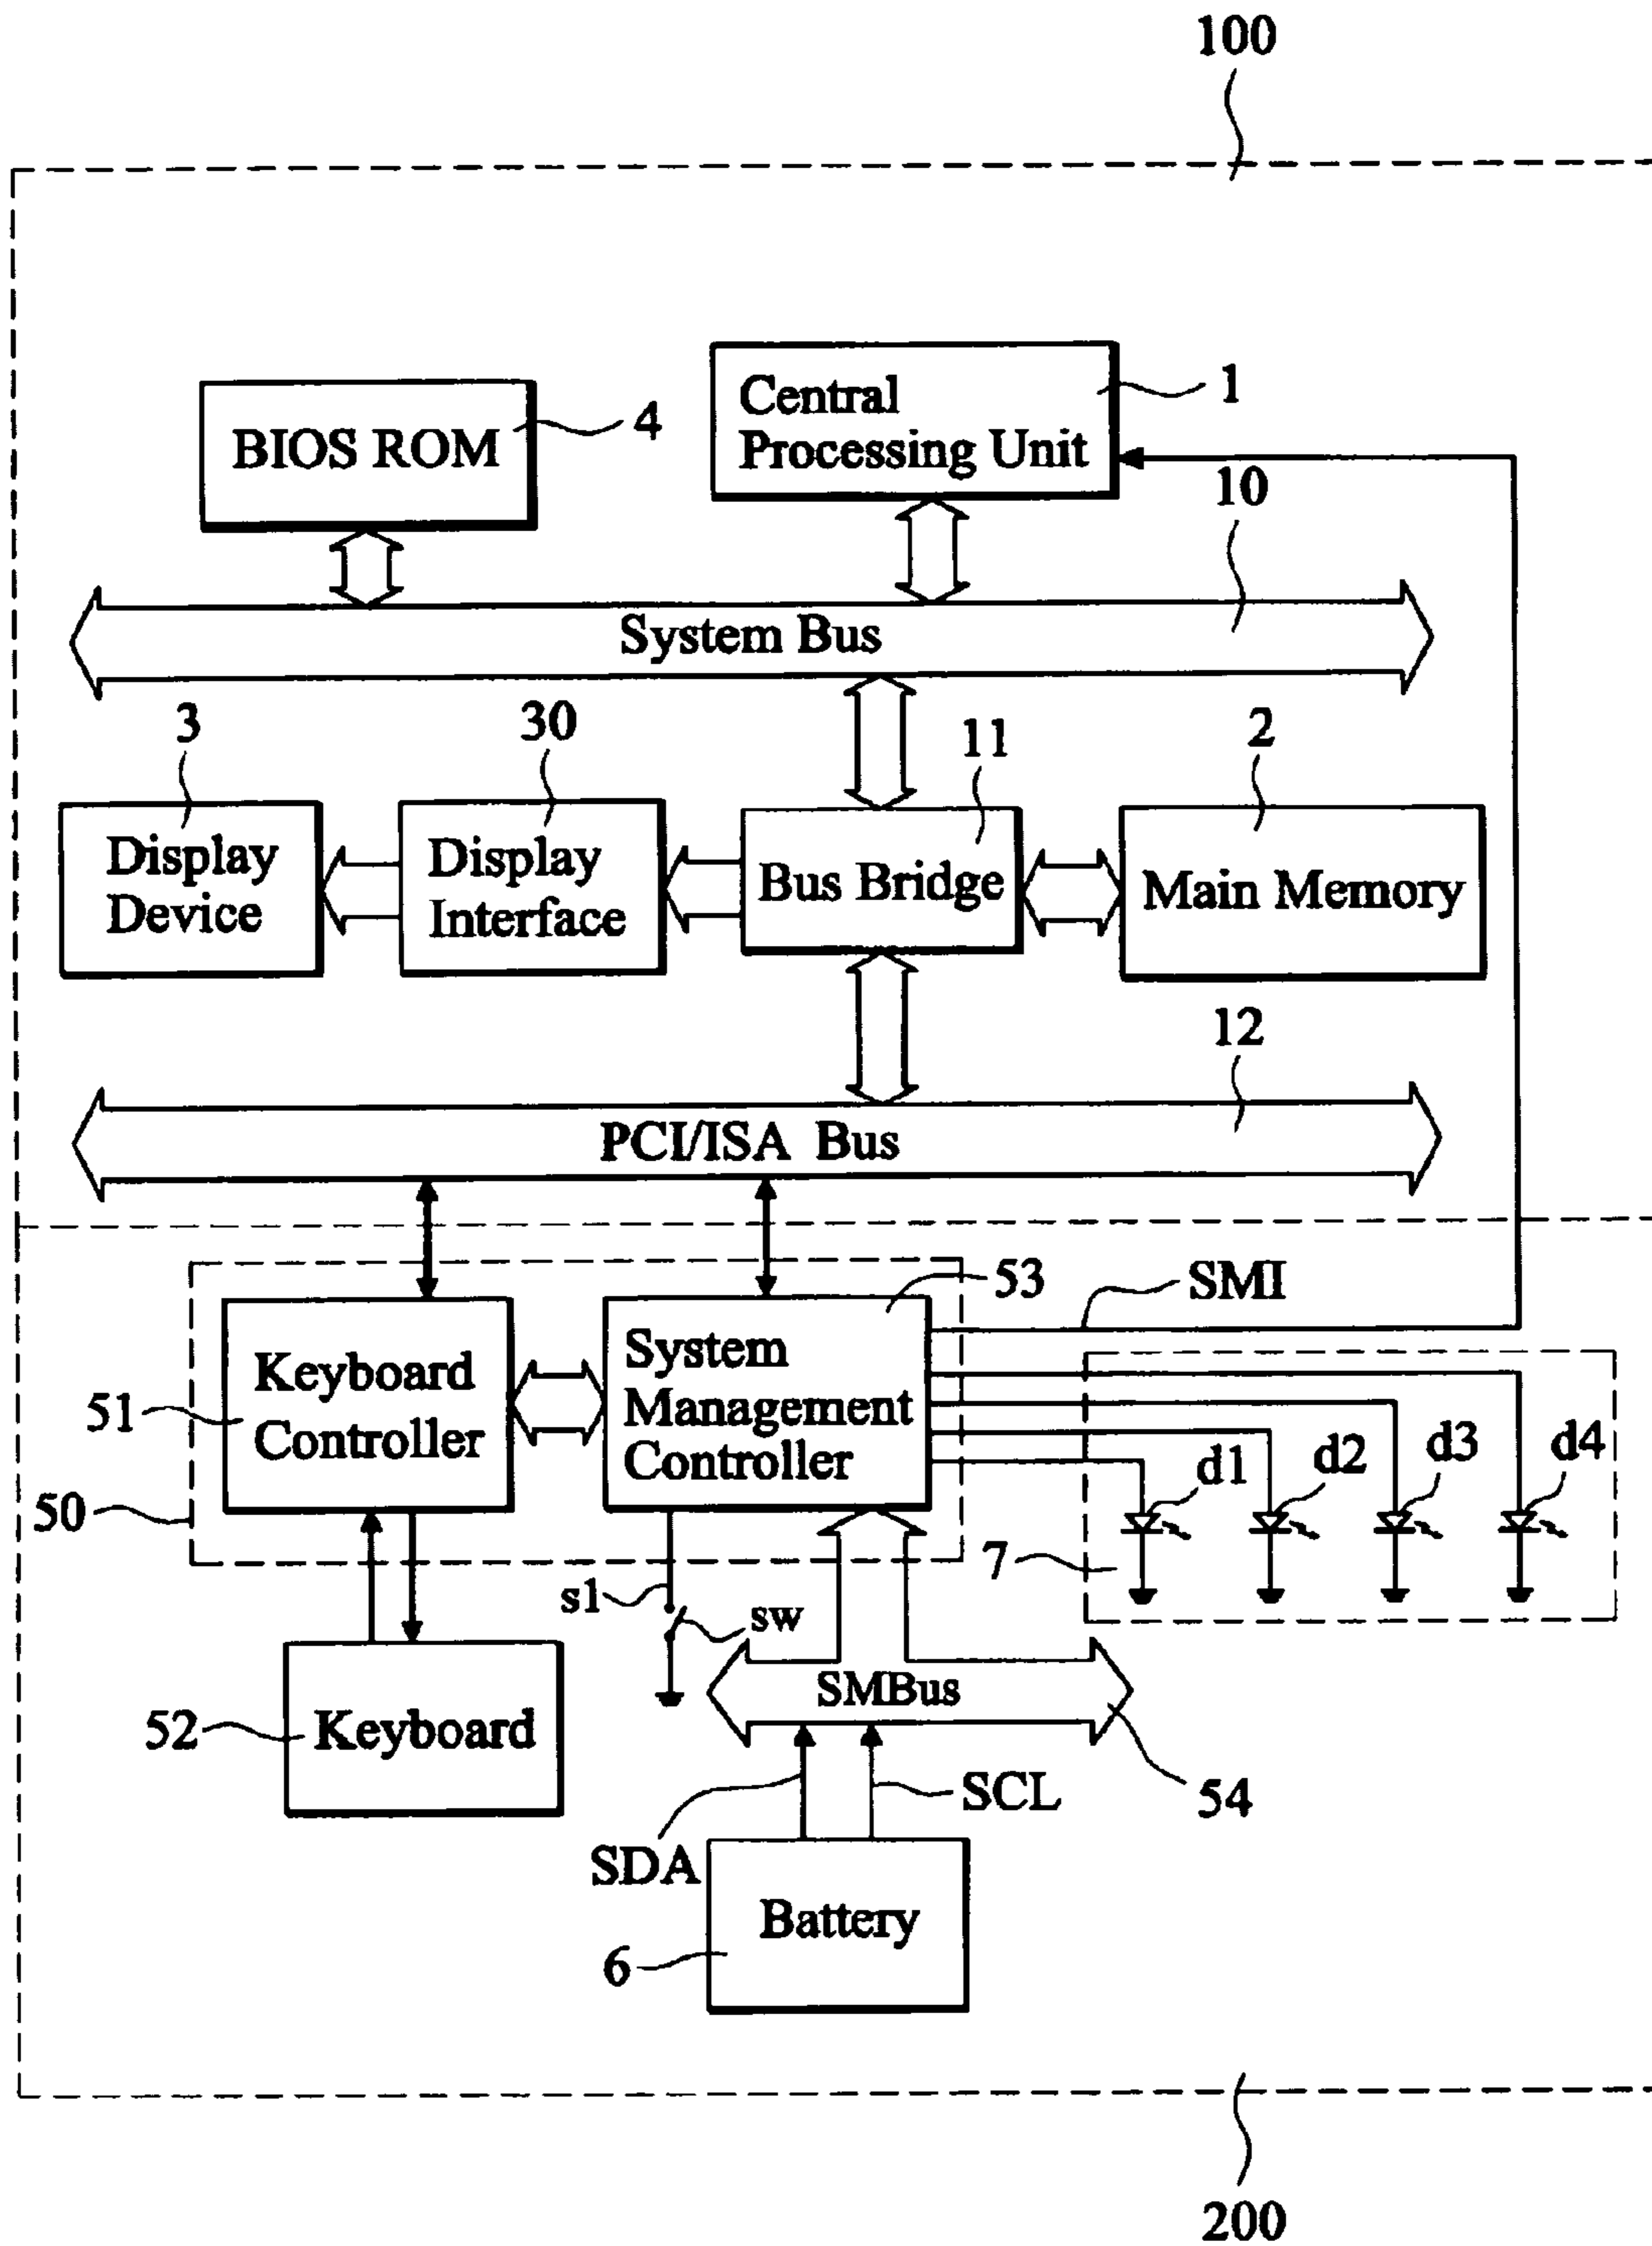 100
Central
Processing Unit
1
BIOS ROM
4
10
System Bus
3
30
11
2
Display
Device
Display
Interface
Bus Bridge
Main Memory
12
PCI/ISA Bus
53
SMI
Keyboard
Controller
System
Management
Controller
51
50
d1
d2
d3
d4
7
s1
sw
SMBus
52
Keyboard
54
SCL
SDA
Battery
6
200